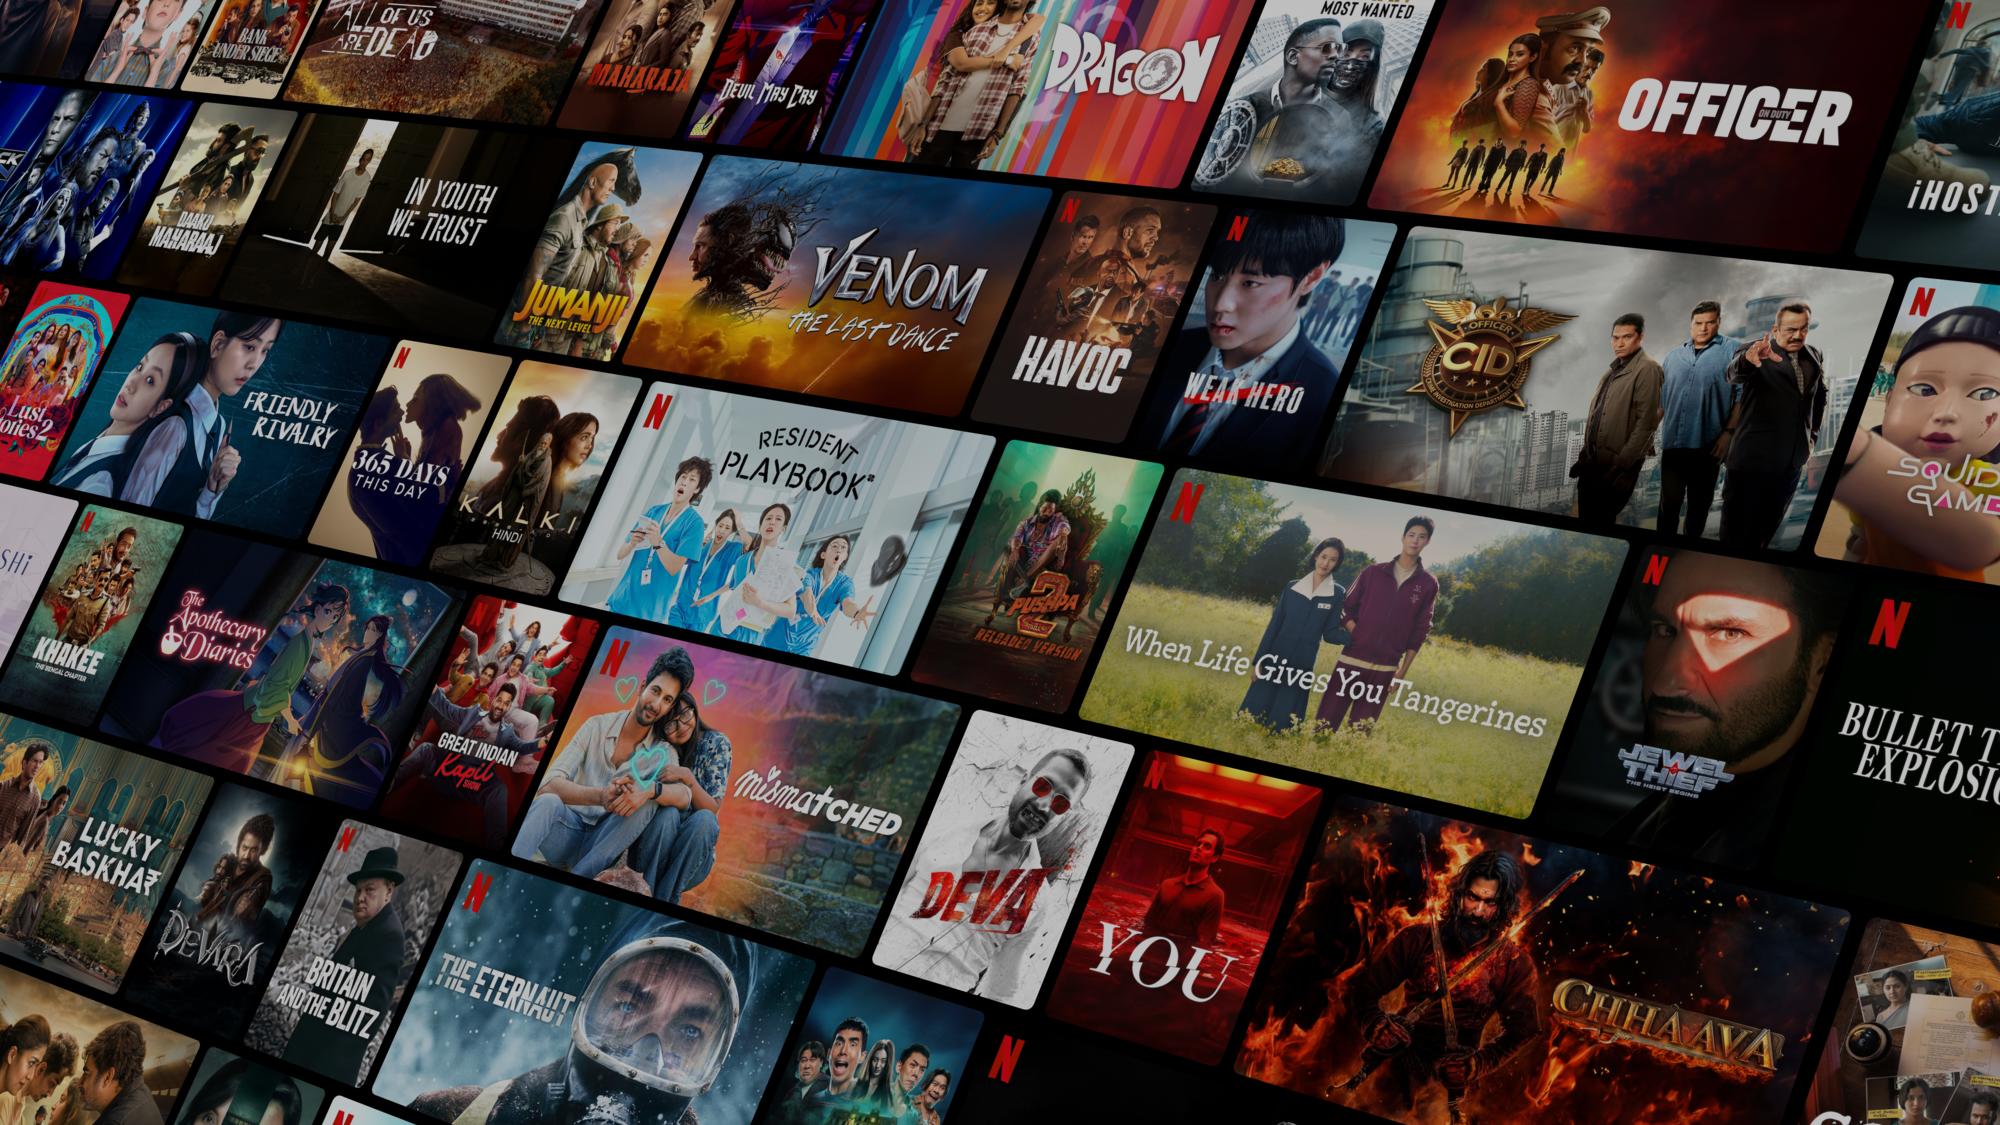 BANK
UNDER SIEGE
ALL OF US
ARE DEAD
MAHARAJA
Devil May Cry
DRAGON
MOST WANTED
OFFICER
ON DUTY
N
iHOST
DAAKU
MAHARAAJ
IN YOUTH
WE TRUST
JUMANJI
THE NEXT LEVEL
VENOM
THE LAST DANCE
N
HAVOC
N
WEAK HERO
OFFICER
CID
CRIME INVESTIGATION DEPARTMENT
N
SQUID
GAME
Lust
Stories 2
FRIENDLY
RIVALRY
N
365 DAYS
THIS DAY
KALKI
HINDI
N
RESIDENT
PLAYBOOK
2
PUSHPA
RELOADED VERSION
N
When Life Gives You Tangerines
N
JEWEL
THIEF
THE HEIST BEGINS
N
BULLET T
EXPLOSIO
SHi
N
KHAKEE
THE BENGAL CHAPTER
The
Apothecary
Diaries
N
GREAT INDIAN
Kapil
SHOW
N
mismatCHED
DEVA
N
YOU
CHHAAVA
LUCKY
BASKHAR
DEVARA
N
BRITAIN
AND THE BLITZ
N
THE ETERNAUT
N
N